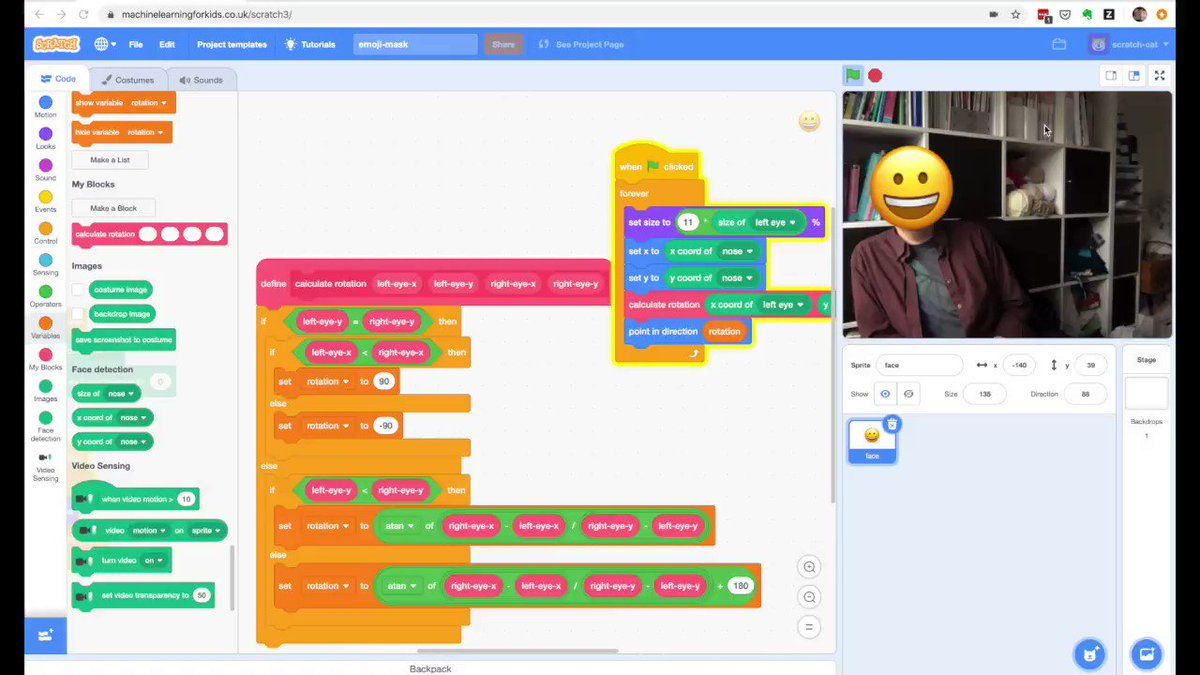 machinelearningforkids.co.uk/scratch3/
SCRATCH File Edit Project templates Tutorials emoji-mask Share See Project Page scratch-cat
Code Costumes Sounds
Motion
Looks
Sound
Events
Control
Sensing
Operators
Variables
My Blocks
Images
Face detection
Video Sensing
show variable rotation
hide variable rotation
Make a List
My Blocks
Make a Block
calculate rotation
Images
costume image
backdrop image
save screenshot to costume
Face detection
0
size of nose
x coord of nose
y coord of nose
Video Sensing
when video motion > 10
video motion on sprite
turn video on
set video transparency to 50
define calculate rotation left-eye-x left-eye-y right-eye-x right-eye-y
if left-eye-y = right-eye-y then
if left-eye-x < right-eye-x then
set rotation to 90
else
set rotation to -90
else
if left-eye-y < right-eye-y then
set rotation to atan of right-eye-x - left-eye-x / right-eye-y - left-eye-y
else
set rotation to atan of right-eye-x - left-eye-x / right-eye-y - left-eye-y + 180
when clicked
forever
set size to 11 * size of left eye %
set x to x coord of nose
set y to y coord of nose
calculate rotation x coord of left eye y
point in direction rotation
Sprite face x -140 y 39
Show Size 135 Direction 88
face
Stage
Backdrops
1
Backpack